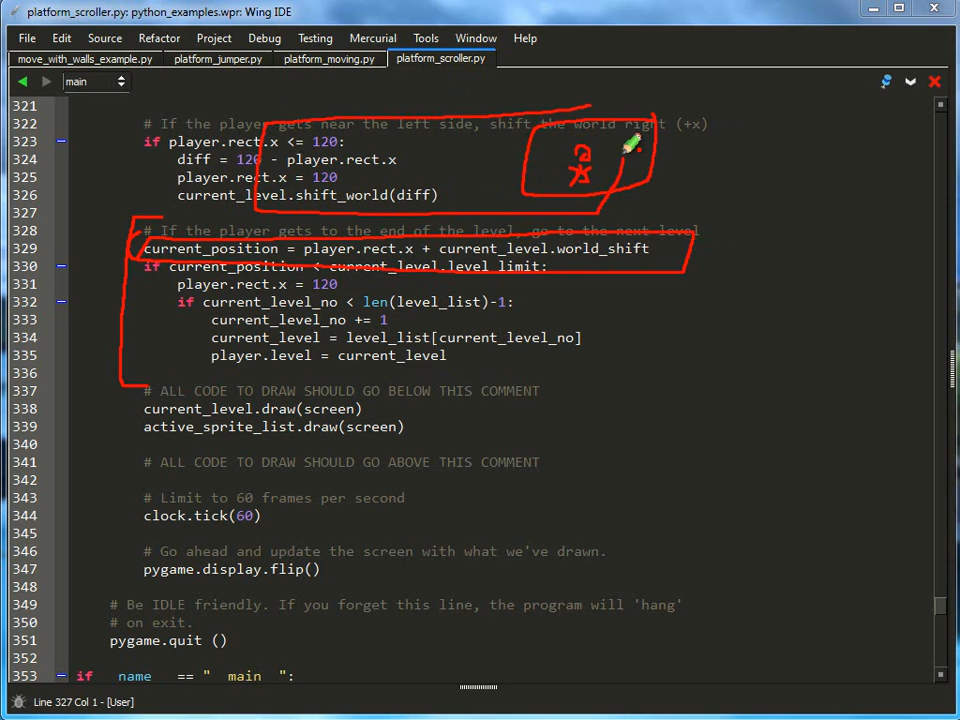 platform_scroller.py: python_examples.wpr: Wing IDE
File Edit Source Refactor Project Debug Testing Mercurial Tools Window Help
move_with_walls_example.py platform_jumper.py platform_moving.py platform_scroller.py
main
321
322 # If the player gets near the left side, shift the world right (+x)
323 if player.rect.x <= 120:
324 diff = 120 - player.rect.x
325 player.rect.x = 120
326 current_level.shift_world(diff)
327
328 # If the player gets to the end of the level, go to the next level
329 current_position = player.rect.x + current_level.world_shift
330 if current_position < current_level.level_limit:
331 player.rect.x = 120
332 if current_level_no < len(level_list)-1:
333 current_level_no += 1
334 current_level = level_list[current_level_no]
335 player.level = current_level
336
337 # ALL CODE TO DRAW SHOULD GO BELOW THIS COMMENT
338 current_level.draw(screen)
339 active_sprite_list.draw(screen)
340
341 # ALL CODE TO DRAW SHOULD GO ABOVE THIS COMMENT
342
343 # Limit to 60 frames per second
344 clock.tick(60)
345
346 # Go ahead and update the screen with what we've drawn.
347 pygame.display.flip()
348
349 # Be IDLE friendly. If you forget this line, the program will 'hang'
350 # on exit.
351 pygame.quit ()
352
353 if __name__ == "__main__":
Line 327 Col 1 - [User]